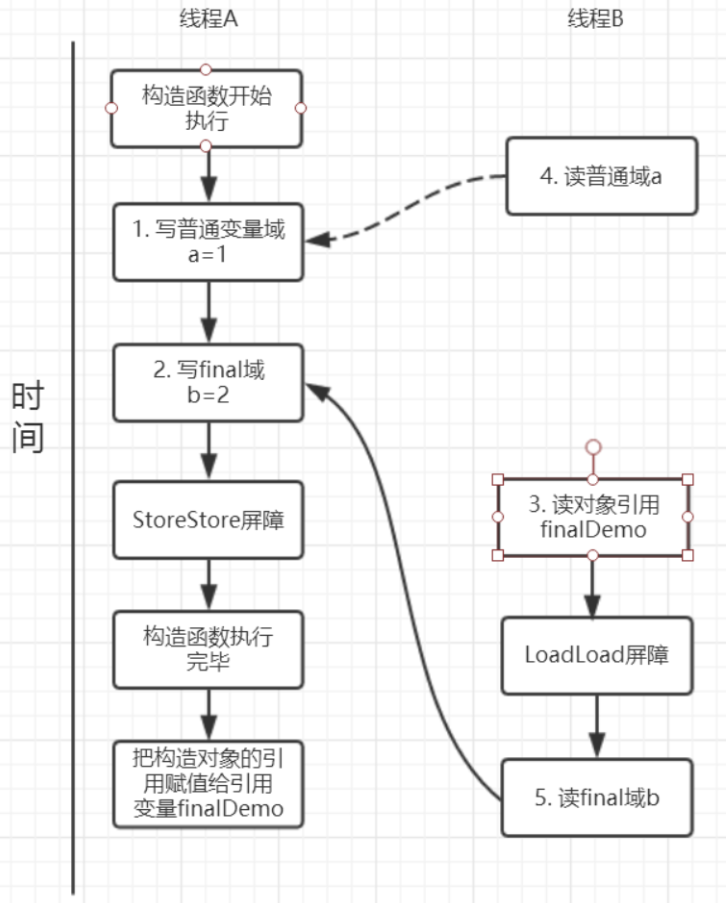 线程A
线程B
构造函数开始
执行
4. 读普通域a
1. 写普通变量域
a=1
2. 写final域
b=2
时
间
3. 读对象引用
finalDemo
StoreStore屏障
构造函数执行
完毕
LoadLoad屏障
把构造对象的引
用赋值给引用
变量finalDemo
5. 读final域b